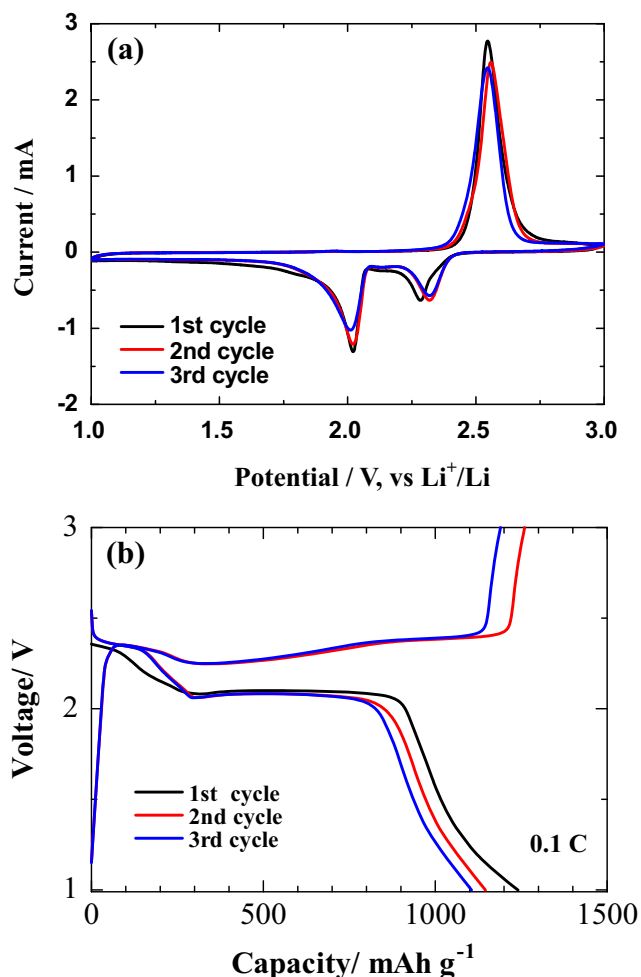 (a)
3
2
1
0
-1
-2
Current / mA
1st cycle
2nd cycle
3rd cycle
1.0 1.5 2.0 2.5 3.0
Potential / V, vs Li⁺/Li
(b)
3
2
1
Voltage/ V
1st cycle
2nd cycle
3rd cycle
0.1 C
0 500 1000 1500
Capacity/ mAh g⁻¹